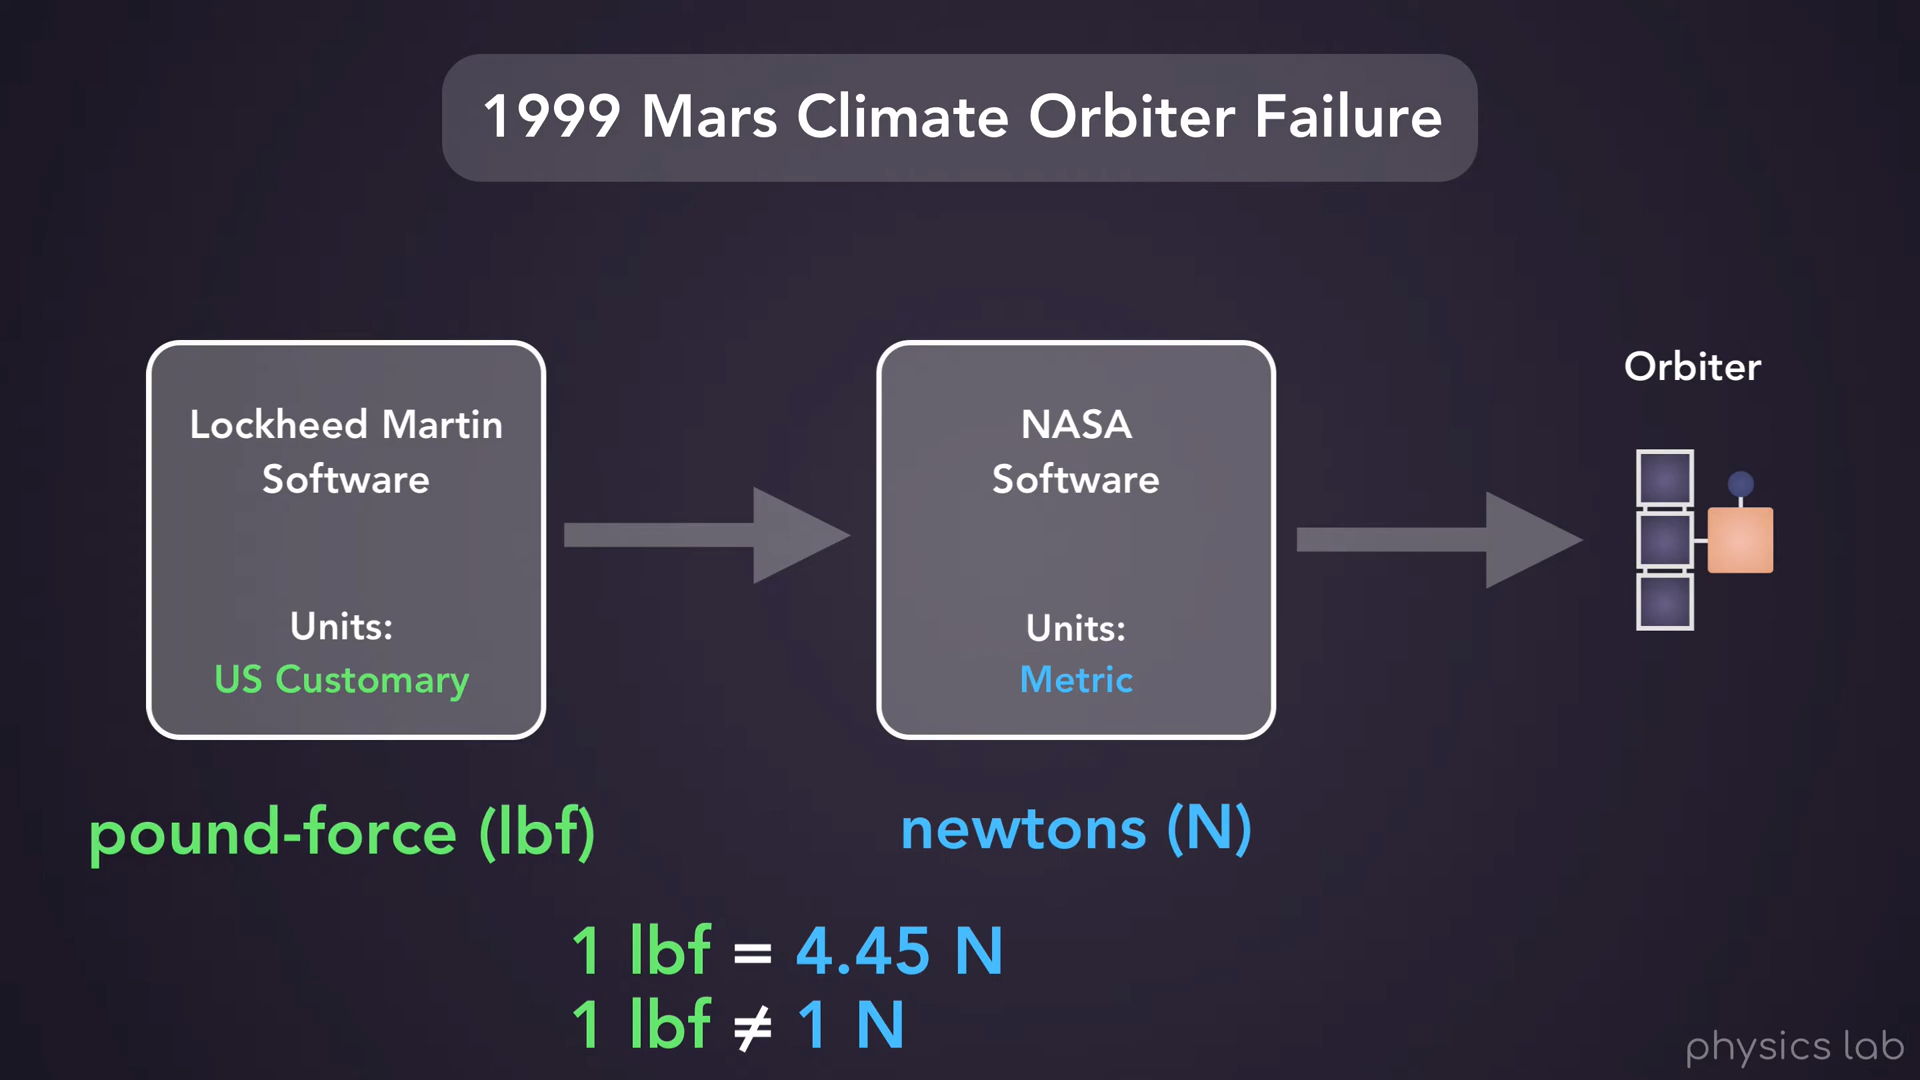 1999 Mars Climate Orbiter Failure
Lockheed Martin
Software
Units:
US Customary
NASA
Software
Units:
Metric
Orbiter
pound-force (lbf)
newtons (N)
1 lbf = 4.45 N
1 lbf ≠ 1 N
physics lab